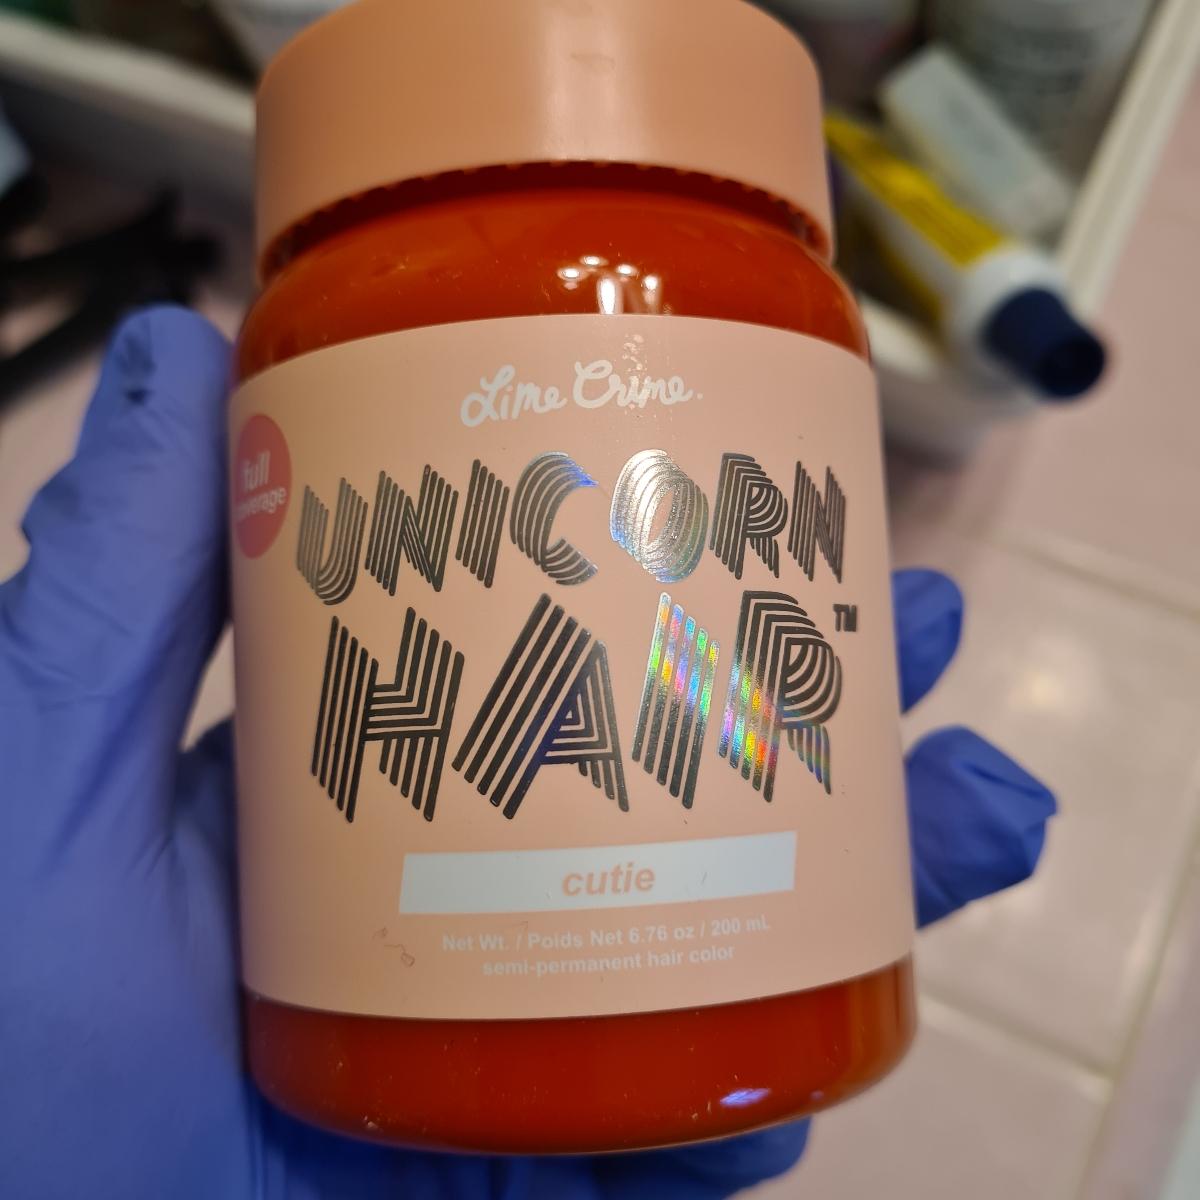 Lime Crime.
full
coverage
UNICORN
HAIR™
cutie
Net Wt. / Poids Net 6.76 oz / 200 mL
semi-permanent hair color